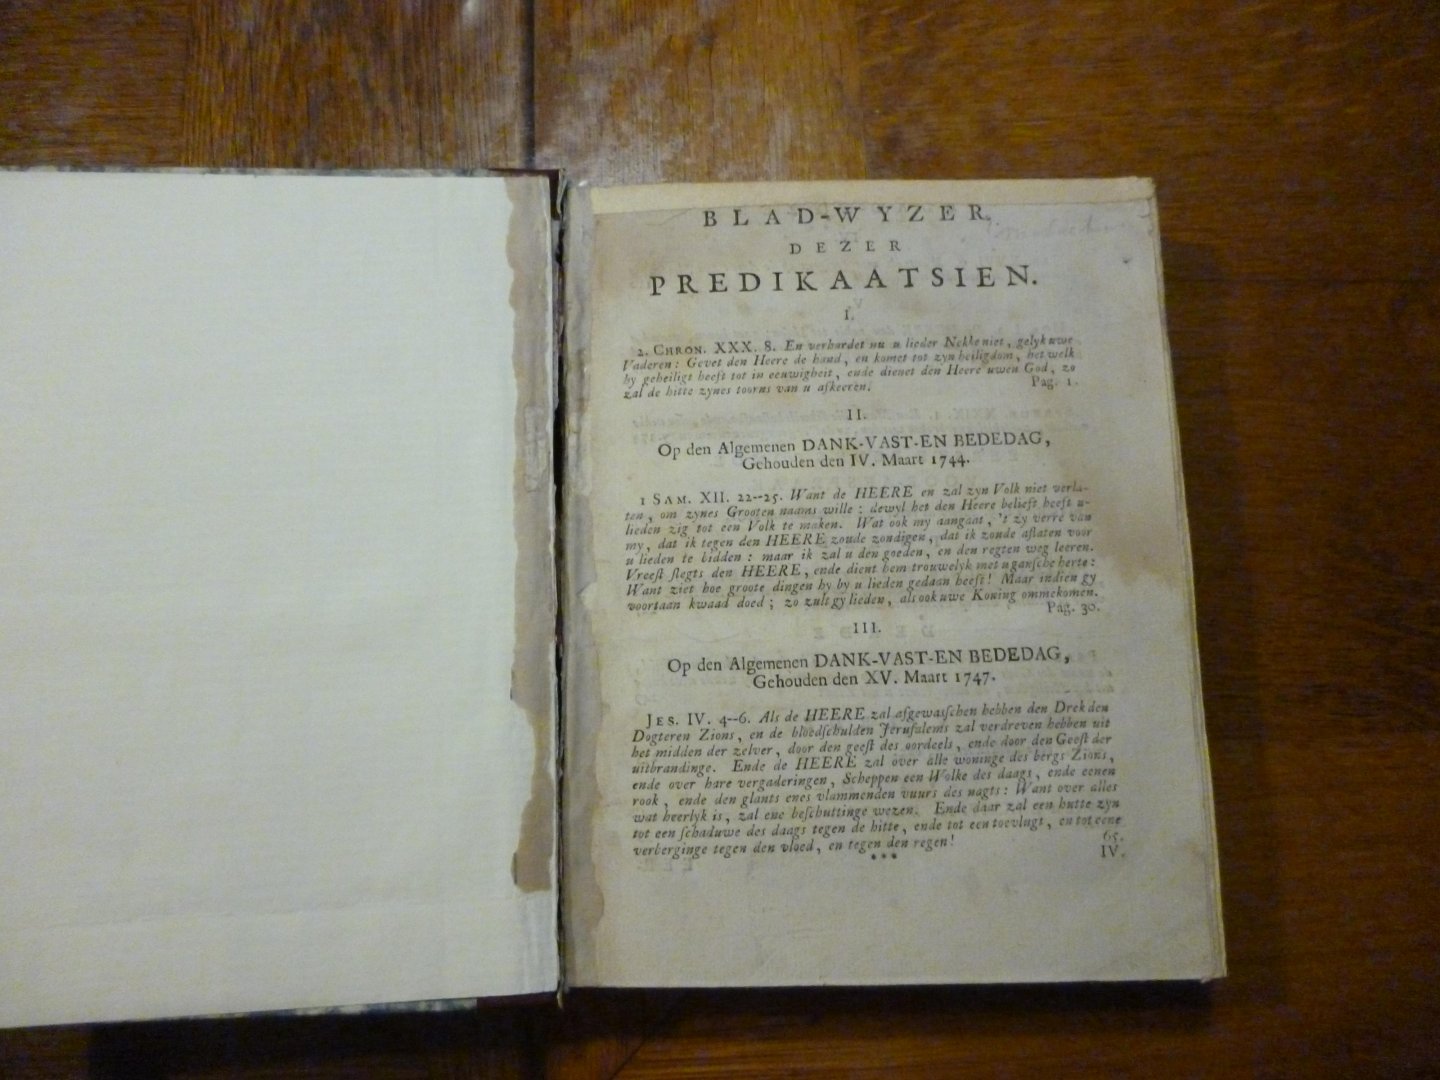 BLAD-WYZER
DEZER
PREDIKAATSIEN.
I.
2. CHRON. XXX. 8. En verhardet nu u lieder Nekke niet, gelyk uwe
Vaderen: Gevet den Heere de hand, en komet tot zyn heiligdom, het welk
hy geheiligt heeft tot in eeuwigheit, ende dienet den Heere uwen God, zo
zal de hitte zynes toorns van u afkeeren. Pag. 1.
II.
Op den Algemenen DANK-VAST-EN BEDEDAG,
Gehouden den IV. Maart 1744.
1 SAM. XII. 22--25. Want de HEERE en zal zyn Volk niet verla-
ten, om zynes Grooten naams wille: dewyl het den Heere belieft heeft u-
lieden zig tot een Volk te maken. Wat ook my aangaat, 't zy verre van
my, dat ik tegen den HEERE zoude zondigen, dat ik zoude aflaten voor
u lieden te bidden: maar ik zal u den goeden, en den regten weg leeren.
Vreest slegts den HEERE, ende dient hem trouwelyk met u gansche herte:
Want ziet hoe groote dingen hy by u lieden gedaan heeft! Maar indien gy
voortaan kwaad doed; zo zult gy lieden, als ook uwe Koning ommekomen.
Pag. 30.
III.
Op den Algemenen DANK-VAST-EN BEDEDAG,
Gehouden den XV. Maart 1747.
JES. IV. 4--6. Als de HEERE zal afgewasschen hebben den Drek den
Dogteren Zions, en de bloedschulden Jerusalems zal verdreven hebben uit
het midden der zelver, door den geest des oordeels, ende door den Geest der
uitbrandinge. Ende de HEERE zal over alle woninge des bergs Zions,
ende over hare vergaderingen, Scheppen een Wolke des daags, ende eenen
rook, ende den glants enes vlammenden vuurs des nagts: Want over alles
wat heerlyk is, zal ene beschuttinge wezen. Ende daar zal een hutte zyn
tot een schaduwe des daags tegen de hitte, ende tot een toevlugt, en tot eene
verberginge tegen den vloed, en tegen den regen! 65.
*** IV.